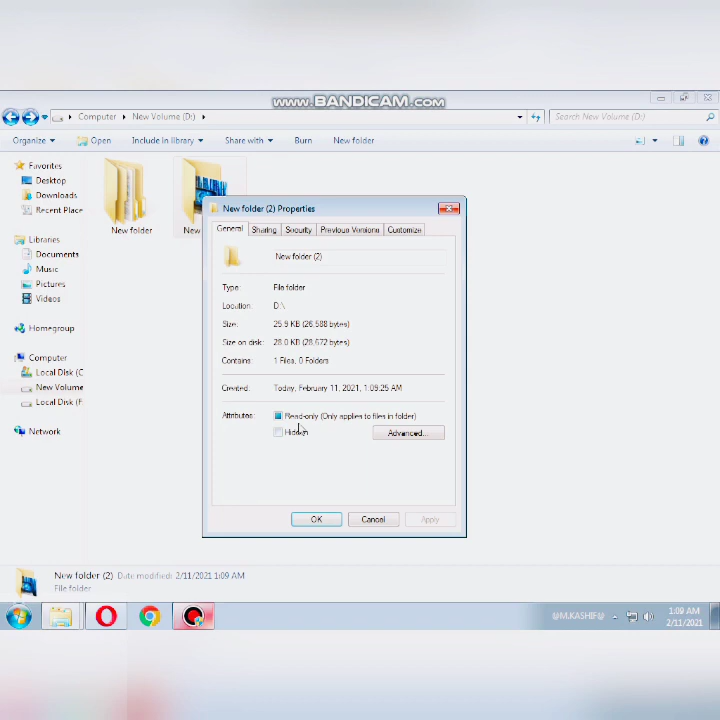 www.BANDICAM.com
Computer New Volume (D:)
Search New Volume (D:)
Organize Open Include in library Share with Burn New folder
Favorites
Desktop
Downloads
Recent Place
Libraries
Documents
Music
Pictures
Videos
Homegroup
Computer
Local Disk (C
New Volume
Local Disk (F
Network
New folder
New
New folder (2) Properties
General Sharing Security Previous Versions Customize
New folder (2)
Type: File folder
Location: D:\
Size: 25.9 KB (26,588 bytes)
Size on disk: 28.0 KB (28,672 bytes)
Contains: 1 Files, 0 Folders
Created: Today, February 11, 2021, 1:09:25 AM
Attributes: Read-only (Only applies to files in folder)
Hidden Advanced...
OK Cancel Apply
New folder (2) Date modified: 2/11/2021 1:09 AM
File folder
@M.KASHIF@
1:09 AM
2/11/2021